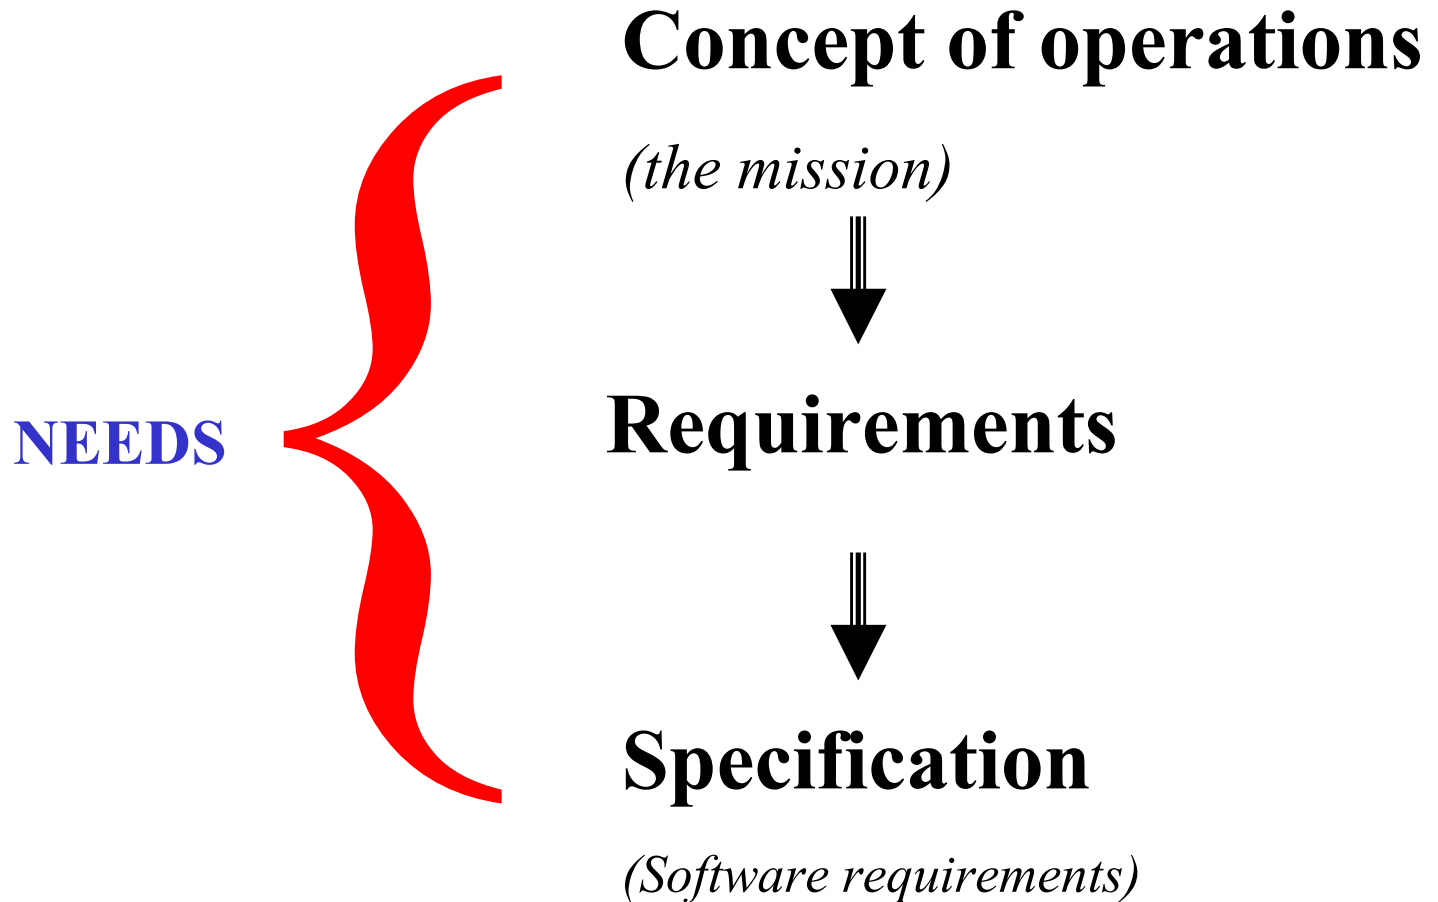 Concept of operations
(the mission)
NEEDS
Requirements
Specification
(Software requirements)